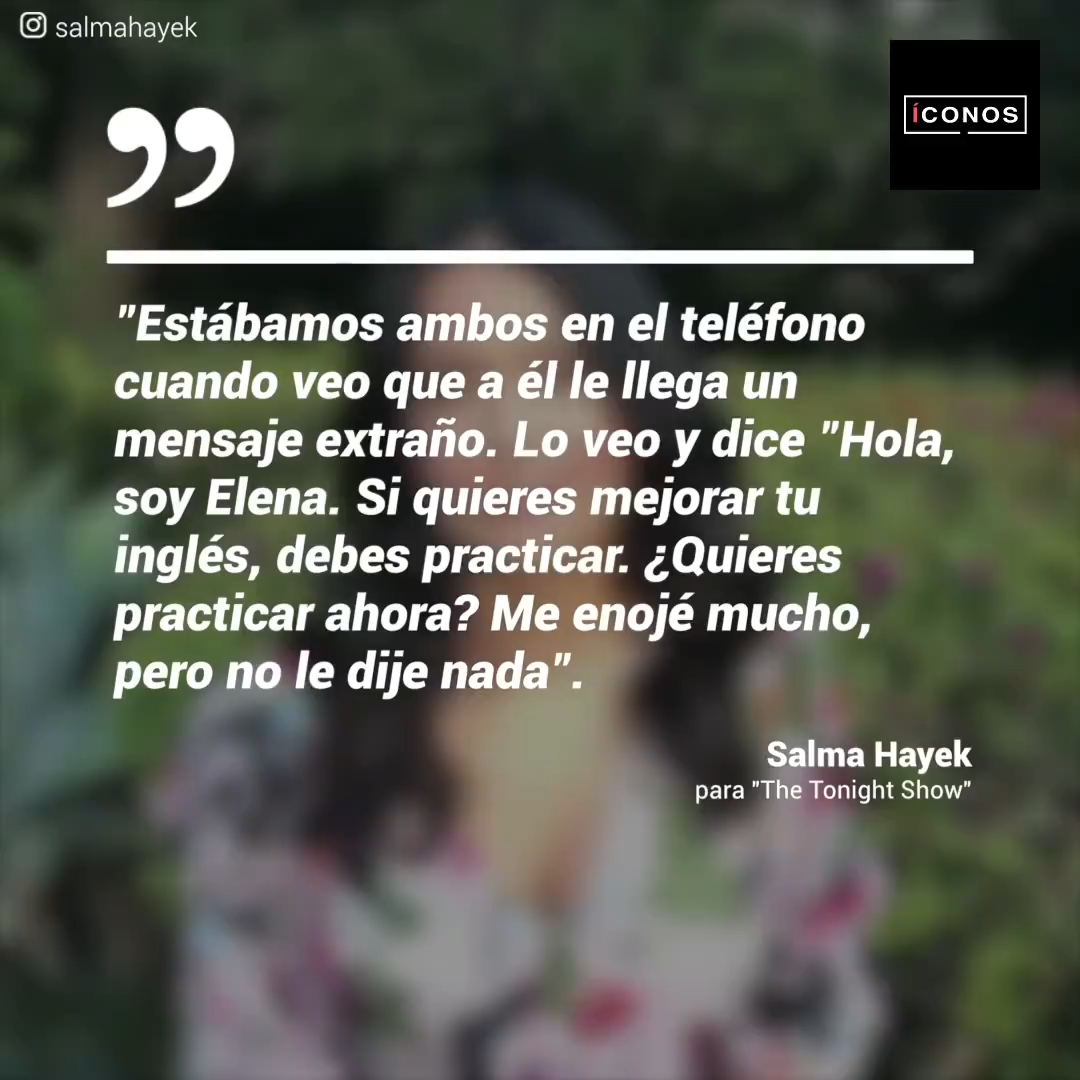 salmahayek
ÍCONOS
”
"Estábamos ambos en el teléfono
cuando veo que a él le llega un
mensaje extraño. Lo veo y dice "Hola,
soy Elena. Si quieres mejorar tu
inglés, debes practicar. ¿Quieres
practicar ahora? Me enojé mucho,
pero no le dije nada".
Salma Hayek
para "The Tonight Show"